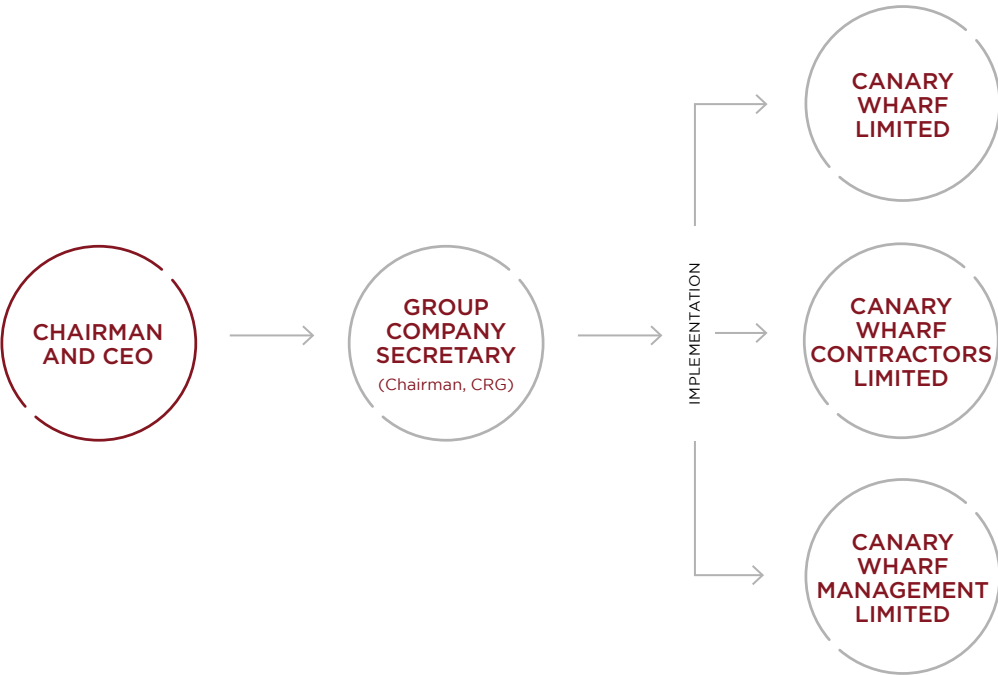 CHAIRMAN
AND CEO
GROUP
COMPANY
SECRETARY
(Chairman, CRG)
IMPLEMENTATION
CANARY
WHARF
LIMITED
CANARY
WHARF
CONTRACTORS
LIMITED
CANARY
WHARF
MANAGEMENT
LIMITED